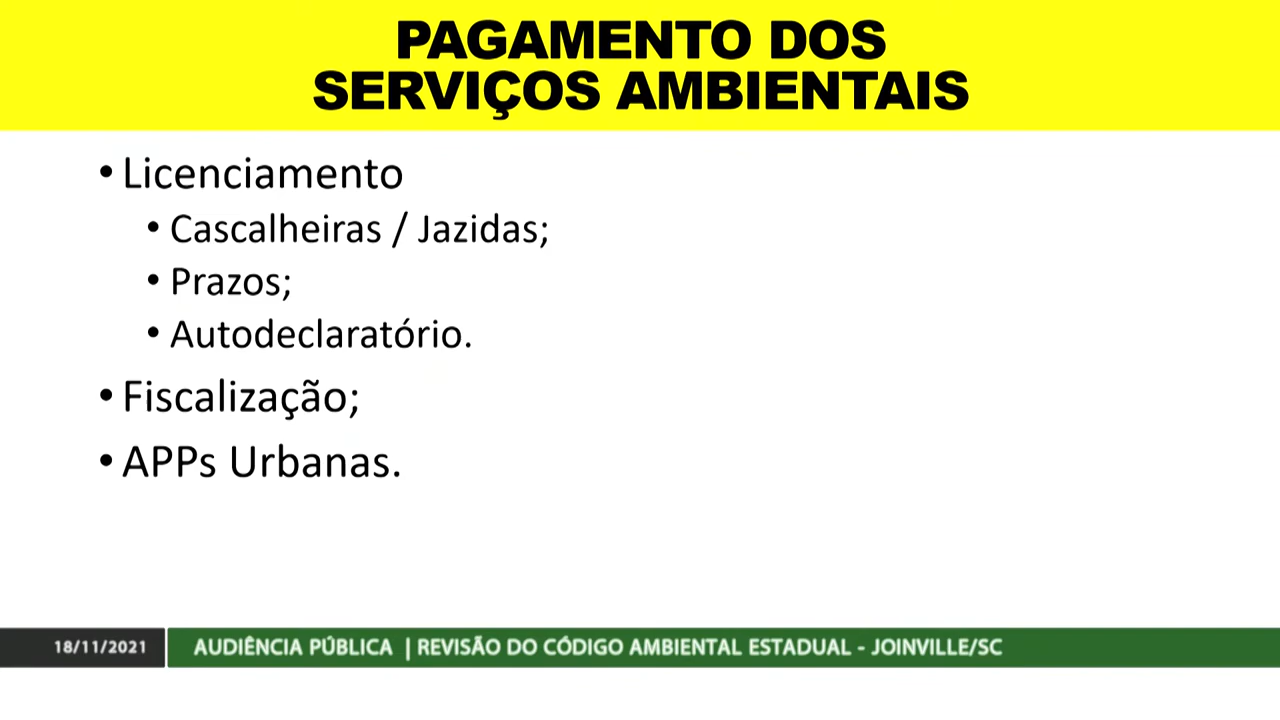 PAGAMENTO DOS
SERVIÇOS AMBIENTAIS
• Licenciamento
• Cascalheiras / Jazidas;
• Prazos;
• Autodeclaratório.
• Fiscalização;
• APPs Urbanas.
18/11/2021
AUDIÊNCIA PÚBLICA | REVISÃO DO CÓDIGO AMBIENTAL ESTADUAL - JOINVILLE/SC